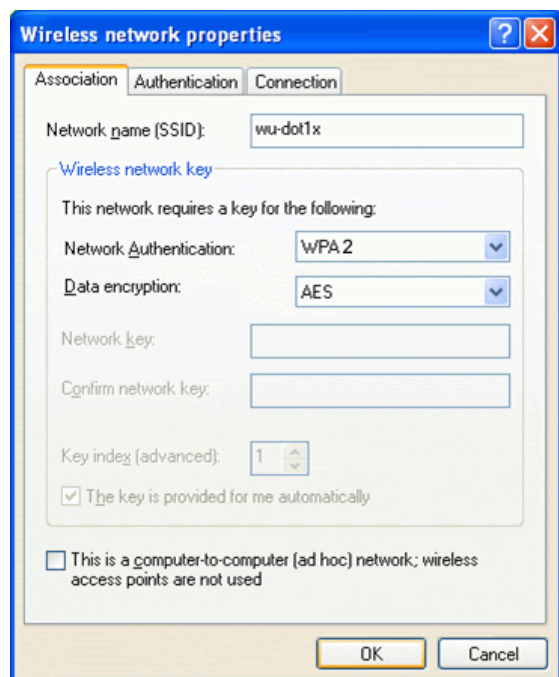 Wireless network properties
Association Authentication Connection
Network name (SSID): wu-dot1x
Wireless network key
This network requires a key for the following:
Network Authentication: WPA2
Data encryption: AES
Network key:
Confirm network key:
Key index (advanced): 1
The key is provided for me automatically
This is a computer-to-computer (ad hoc) network; wireless
access points are not used
OK Cancel